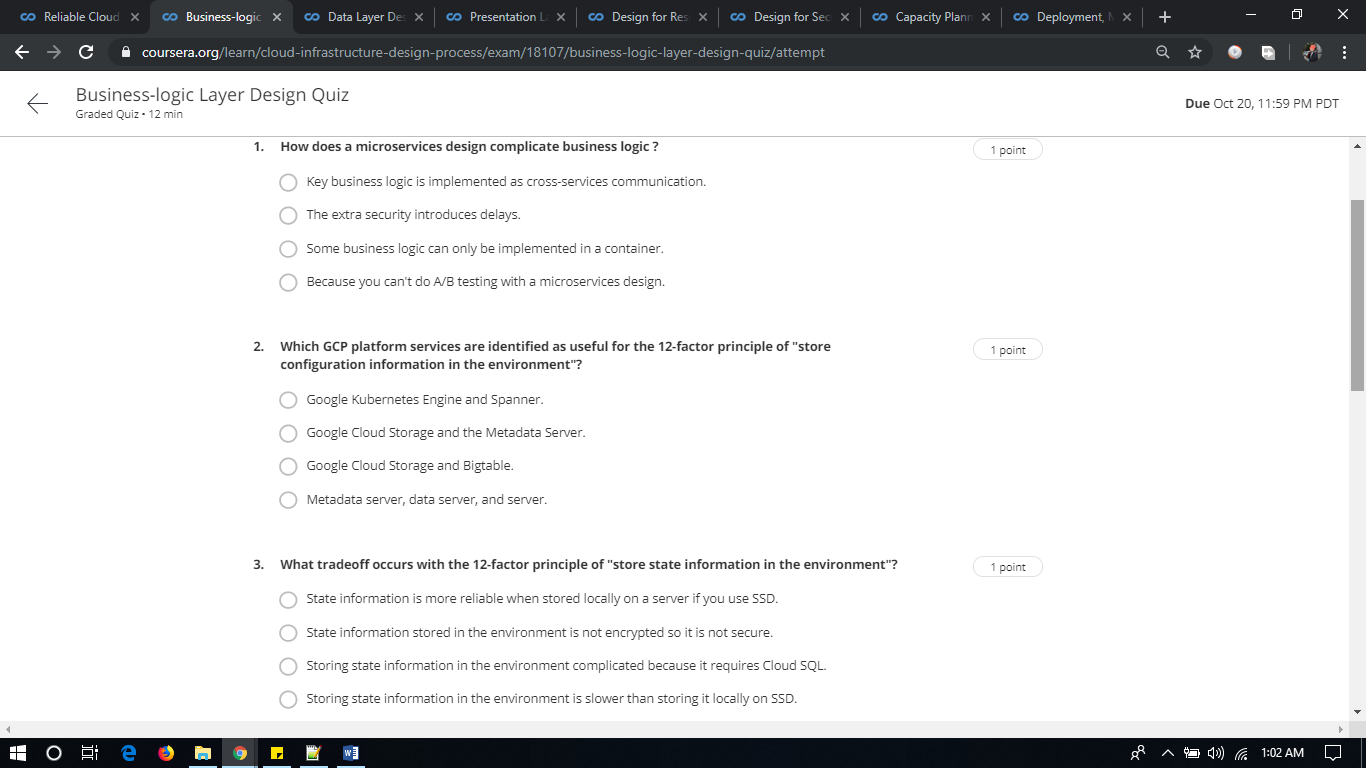 Reliable Cloud
Business-logic
Data Layer De
Presentation L
Design for Res
Design for Sec
Capacity Plann
Deployment, M
coursera.org/learn/cloud-infrastructure-design-process/exam/18107/business-logic-layer-design-quiz/attempt
Business-logic Layer Design Quiz
Graded Quiz • 12 min
Due Oct 20, 11:59 PM PDT
1. How does a microservices design complicate business logic ?
1 point
Key business logic is implemented as cross-services communication.
The extra security introduces delays.
Some business logic can only be implemented in a container.
Because you can't do A/B testing with a microservices design.
2. Which GCP platform services are identified as useful for the 12-factor principle of "store
configuration information in the environment"?
1 point
Google Kubernetes Engine and Spanner.
Google Cloud Storage and the Metadata Server.
Google Cloud Storage and Bigtable.
Metadata server, data server, and server.
3. What tradeoff occurs with the 12-factor principle of "store state information in the environment"?
1 point
State information is more reliable when stored locally on a server if you use SSD.
State information stored in the environment is not encrypted so it is not secure.
Storing state information in the environment complicated because it requires Cloud SQL.
Storing state information in the environment is slower than storing it locally on SSD.
1:02 AM